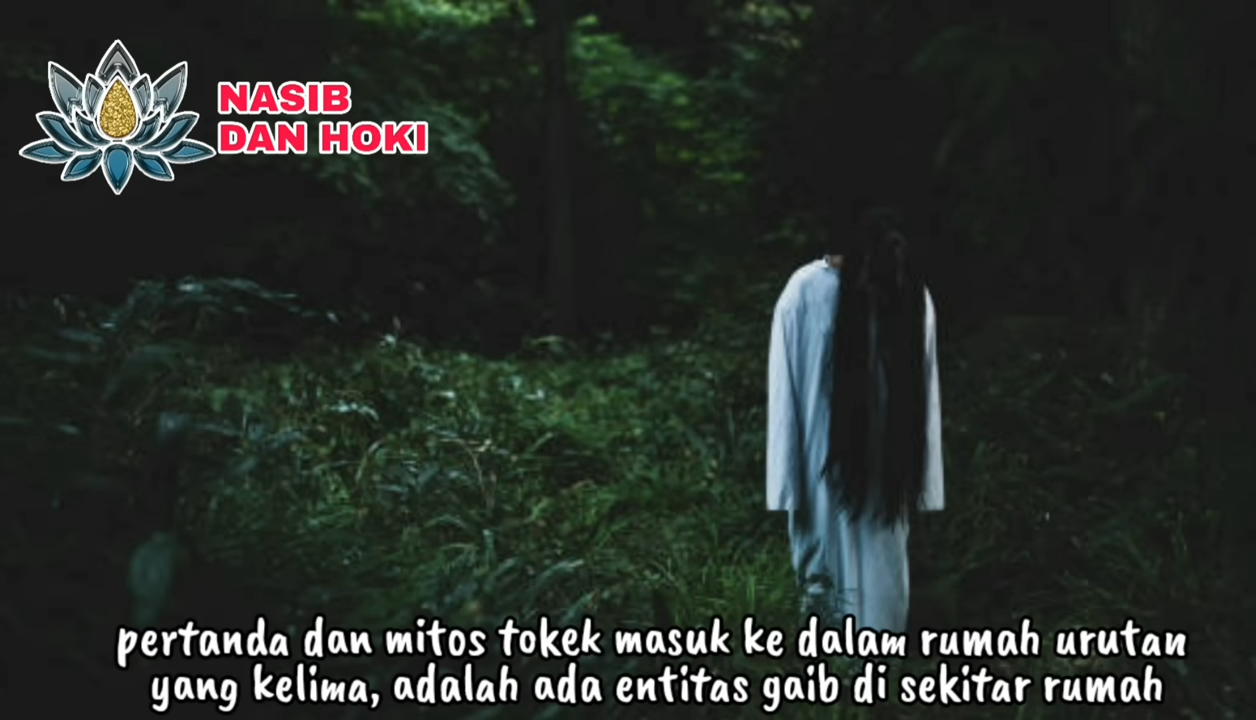 NASIB
DAN HOKI
pertanda dan mitos tokek masuk ke dalam rumah urutan
yang kelima, adalah ada entitas gaib di sekitar rumah